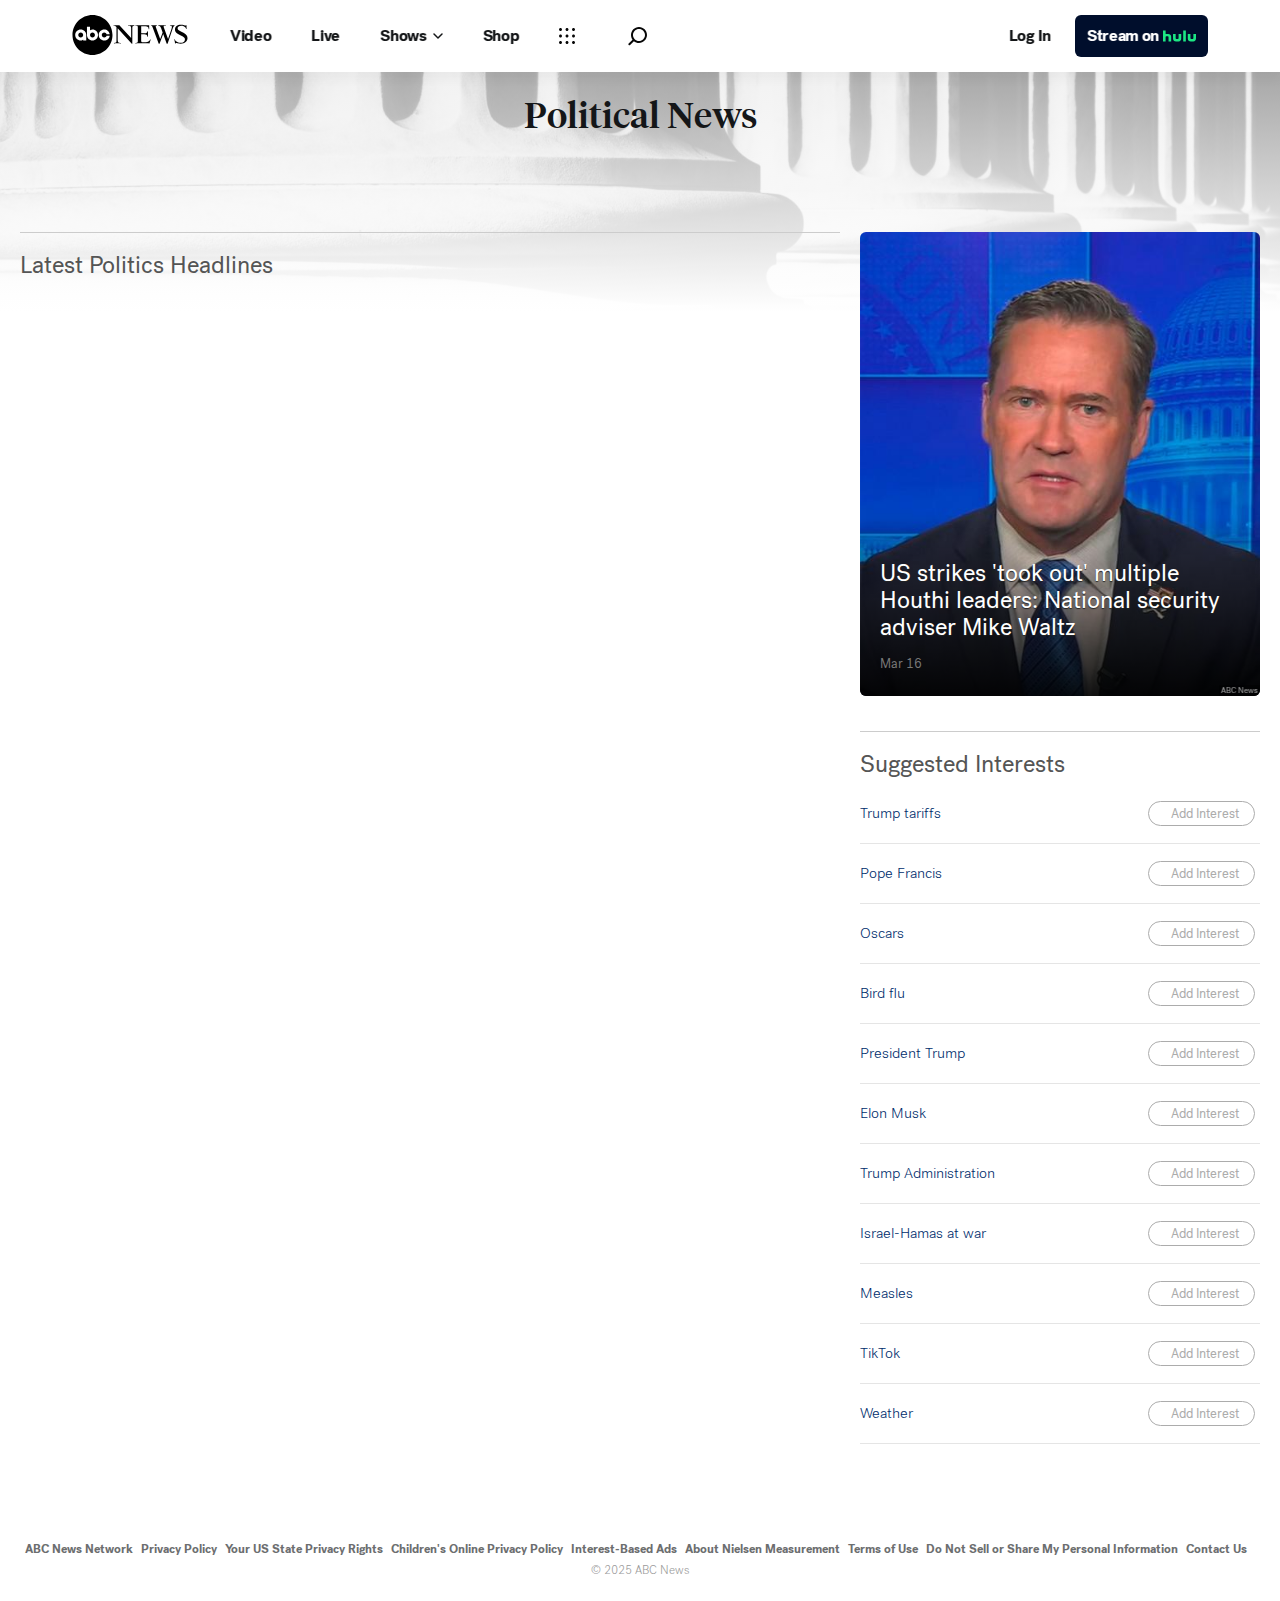 abc NEWS
Video
Live
Shows
Shop
Log In
Stream on hulu
Political News
Latest Politics Headlines
US strikes 'took out' multiple
Houthi leaders: National security
adviser Mike Waltz
Mar 16
ABC News
Suggested Interests
Trump tariffs
Add Interest
Pope Francis
Add Interest
Oscars
Add Interest
Bird flu
Add Interest
President Trump
Add Interest
Elon Musk
Add Interest
Trump Administration
Add Interest
Israel-Hamas at war
Add Interest
Measles
Add Interest
TikTok
Add Interest
Weather
Add Interest
ABC News Network Privacy Policy Your US State Privacy Rights Children's Online Privacy Policy Interest-Based Ads About Nielsen Measurement Terms of Use Do Not Sell or Share My Personal Information Contact Us
© 2025 ABC News